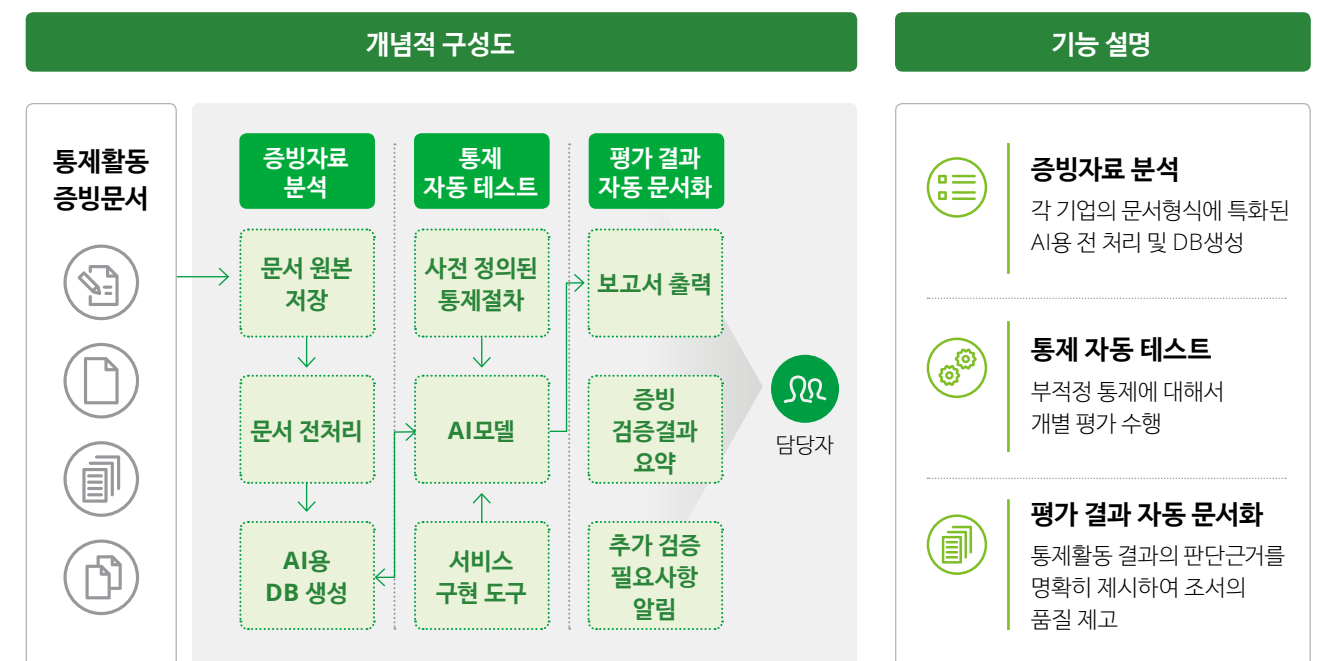 개념적 구성도
기능 설명
통제활동
증빙문서
증빙자료
분석
통제
자동 테스트
평가 결과
자동 문서화
문서 원본
저장
사전 정의된
통제절차
보고서 출력
문서 전처리
AI모델
증빙
검증결과
요약
AI용
DB 생성
서비스
구현 도구
추가 검증
필요사항
알림
담당자
증빙자료 분석
각 기업의 문서형식에 특화된
AI용 전 처리 및 DB생성
통제 자동 테스트
부적정 통제에 대해서
개별 평가 수행
평가 결과 자동 문서화
통제활동 결과의 판단근거를
명확히 제시하여 조서의
품질 제고